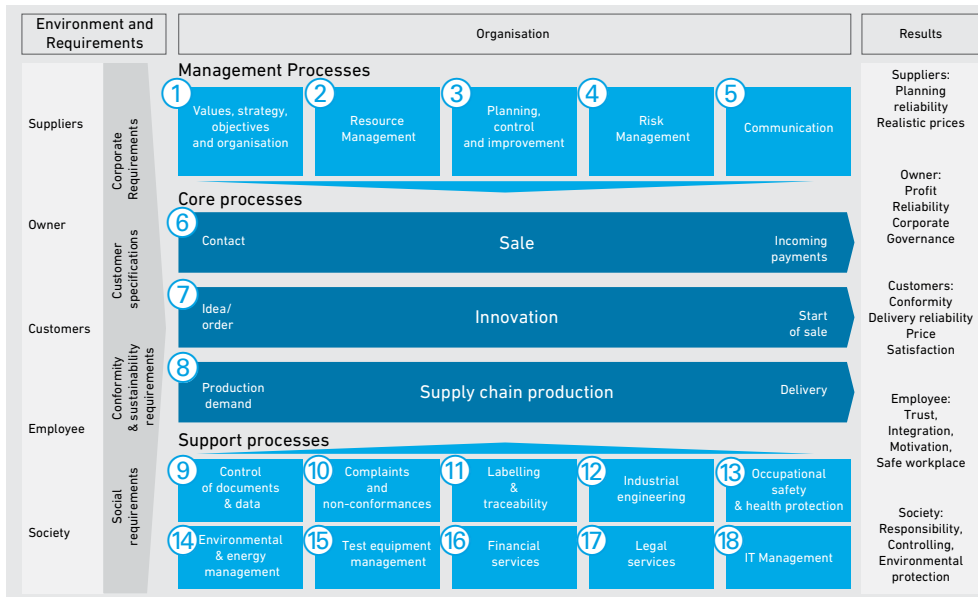 Environment and
Requirements
Organisation
Results
Suppliers
Owner
Customers
Employee
Society
Corporate
Requirements
Customer
specifications
Conformity
& sustainability
requirements
Social
requirements
Management Processes
1
Values, strategy,
objectives
and organisation
2
Resource
Management
3
Planning,
control
and improvement
4
Risk
Management
5
Communication
Core processes
6
Contact
Sale
Incoming
payments
7
Idea/
order
Innovation
Start
of sale
8
Production
demand
Supply chain production
Delivery
Support processes
9
Control
of documents
& data
10
Complaints
and
non-conformances
11
Labelling
&
traceability
12
Industrial
engineering
13
Occupational
safety
& health protection
14
Environmental
& energy
management
15
Test equipment
management
16
Financial
services
17
Legal
services
18
IT Management
Suppliers:
Planning
reliability
Realistic prices
Owner:
Profit
Reliability
Corporate
Governance
Customers:
Conformity
Delivery reliability
Price
Satisfaction
Employee:
Trust,
Integration,
Motivation,
Safe workplace
Society:
Responsibility,
Controlling,
Environmental
protection